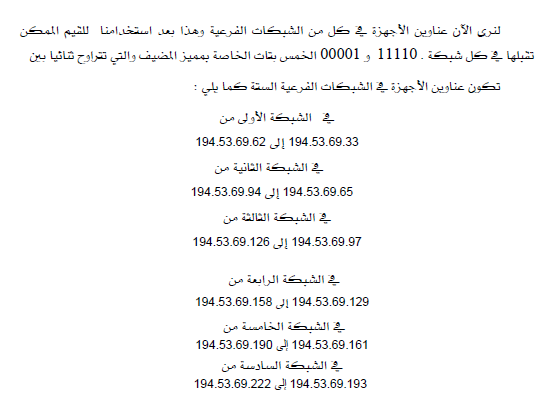 لنرى الآن عناوين الأجهزة في كل من الشبكات الفرعية وهذا بعد استخدامنا للقيم الممكن
تقبلها في كل شبكة . 11110 و 00001 الخمس بتات الخاصة بمميز المضيف والتي تتراوح ثنائيا بين
تكون عناوين الأجهزة في الشبكات الفرعية الستة كما يلي :
في الشبكة الأولى من
194.53.69.33 إلى 194.53.69.62
في الشبكة الثانية من
194.53.69.65 إلى 194.53.69.94
في الشبكة الثالثة من
194.53.69.97 إلى 194.53.69.126
في الشبكة الرابعة من
194.53.69.129 إلى 194.53.69.158
في الشبكة الخامسة من
194.53.69.161 إلى 194.53.69.190
في الشبكة السادسة من
194.53.69.193 إلى 194.53.69.222